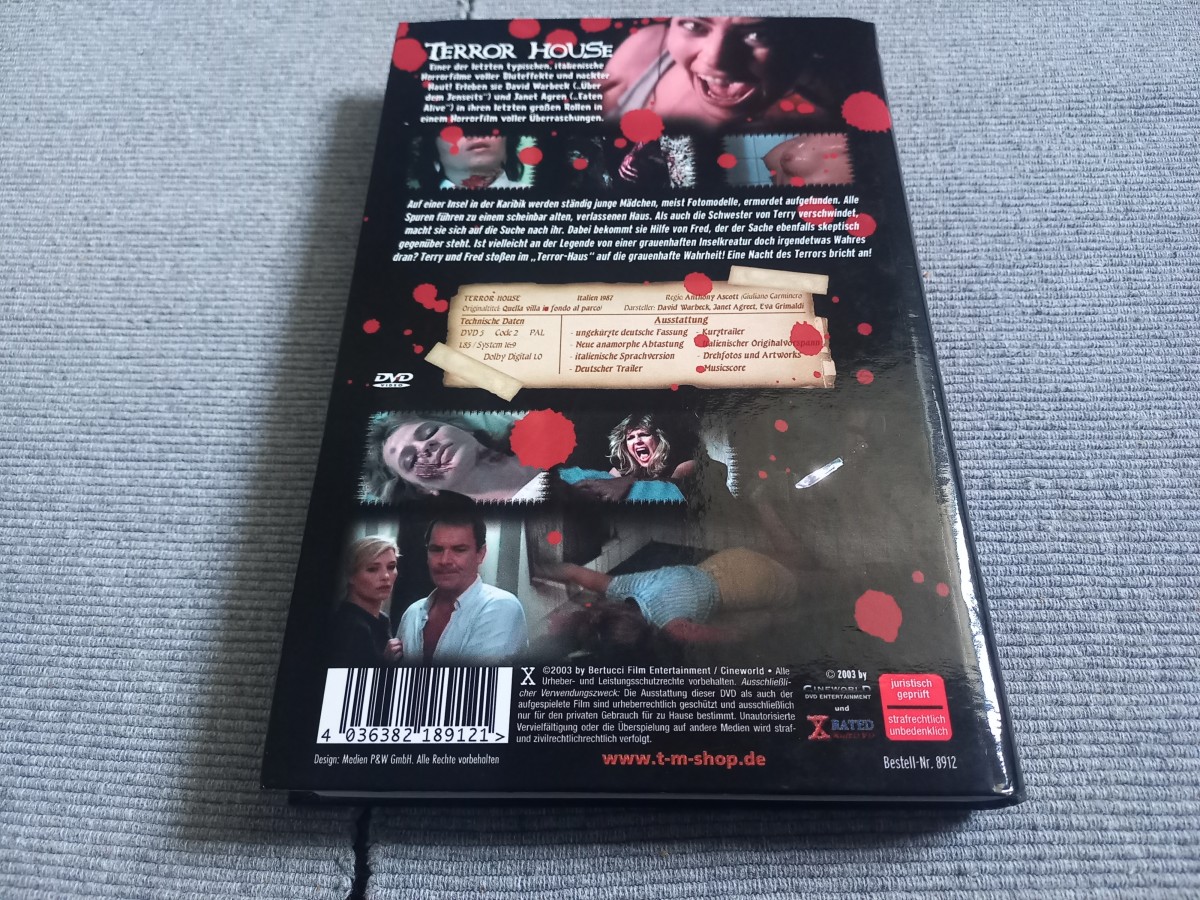 TERROR HOUSE
Einer der letzten typischen, italienische
Horrorfilme voller Bluteffekte und nackter
Haut! Erleben sie David Warbeck („Über
dem Jenseits“) und Janet Agren („Eaten
Alive“) in ihren letzten großen Rollen in
einem Horrorfilm voller Überraschungen.
Auf einer Insel in der Karibik werden ständig junge Mädchen, meist Fotomodelle, ermordet aufgefunden. Alle
Spuren führen zu einem scheinbar alten, verlassenen Haus. Als auch die Schwester von Terry verschwindet,
macht sie sich auf die Suche nach ihr. Dabei bekommt sie Hilfe von Fred, der der Sache ebenfalls skeptisch
gegenüber steht. Ist vielleicht an der Legende von einer grauenhaften Inselkreatur doch irgendetwas Wahres
dran? Terry und Fred stoßen im „Terror-Haus“ auf die grauenhafte Wahrheit! Eine Nacht des Terrors bricht an!
TERROR HOUSE Italien 1987 Regie: Anthony Ascott (Giuliano Carmineo)
Originaltitel: Quella villa in fondo al parco) Darsteller: David Warbeck, Janet Agreet, Eva Grimaldi
Technische Daten
DVD 5 Code 2 PAL
1.85 / System 16:9
Dolby Digital 1.0
Ausstattung
- ungekürzte deutsche Fassung
- Neue anamorphe Abtastung
- italienische Sprachversion
- Deutscher Trailer
- Kurztrailer
- Italienischer Originalvorspann
- Drehfotos und Artworks
- Musicscore
DVD
VIDEO
4 036382 189121 >
Design: Medien P&W GmbH. Alle Rechte vorbehalten
X ©2003 by Bertucci Film Entertainment / Cineworld • Alle
Urheber- und Leistungsschutzrechte vorbehalten. Ausschließli-
cher Verwendungszweck: Die Ausstattung dieser DVD als auch der
aufgespielete Film sind urheberrechtlich geschützt und ausschließlich
nur für den privaten Gebrauch für zu Hause bestimmt. Unautorisierte
Vervielfältigung oder die Überspielung auf andere Medien wird straf-
und zivilrechtlichrechtlich verfolgt.
www.t-m-shop.de
© 2003 by
CINEWORLD
DVD ENTERTAINMENT
und
X RATED
juristisch
geprüft
strafrechtlich
unbedenklich
Bestell-Nr. 8912